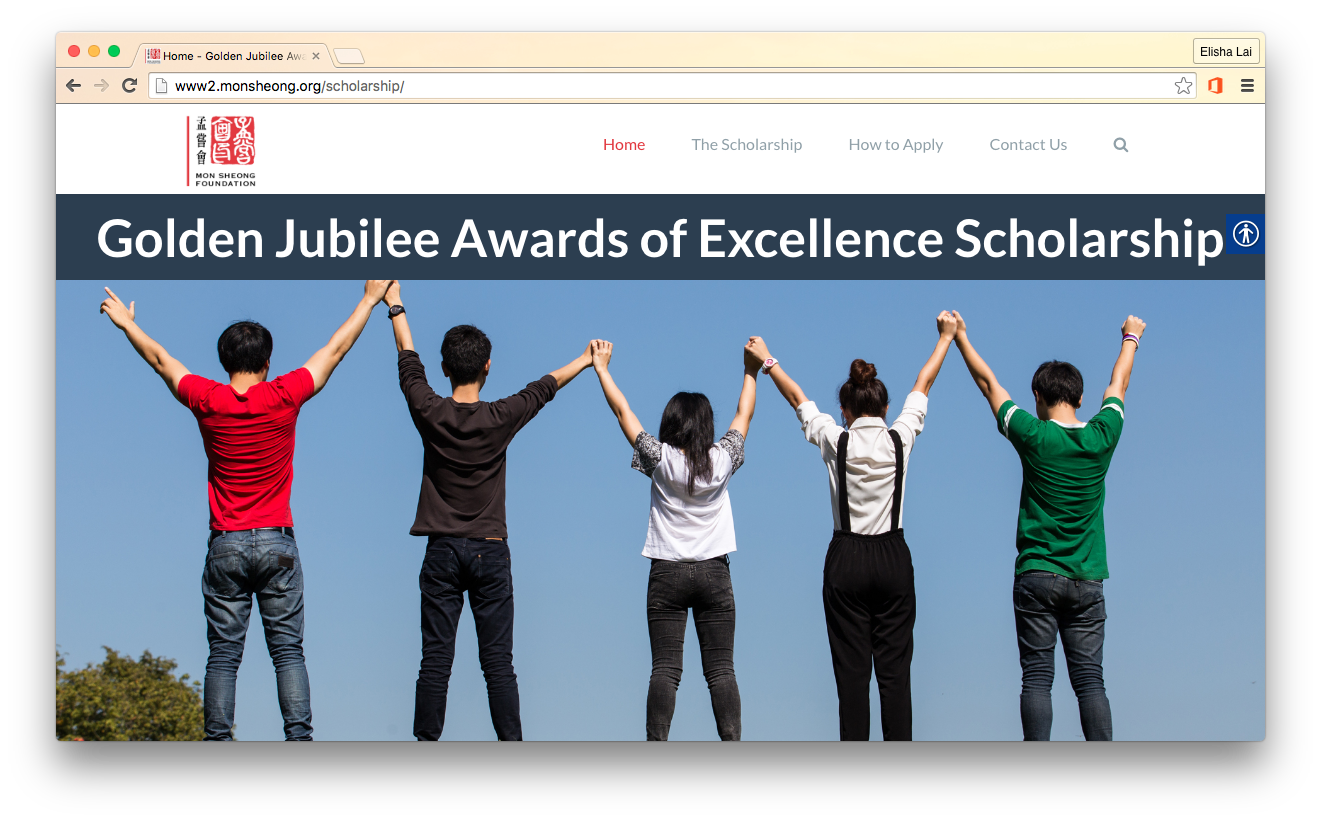 Home - Golden Jubilee Aw
Elisha Lai
www2.monsheong.org/scholarship/
孟嘗會
MON SHEONG
FOUNDATION
Home
The Scholarship
How to Apply
Contact Us
Golden Jubilee Awards of Excellence Scholarship